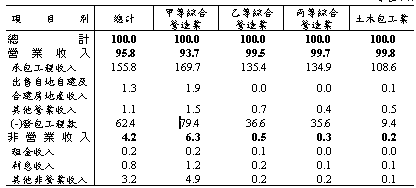 項 目 別 總計 甲等綜合營造業 乙等綜合營造業 丙等綜合營造業 土木包工業
總 計 100.0 100.0 100.0 100.0 100.0
營業收入 95.8 93.7 99.5 99.7 99.8
承包工程收入 155.8 169.7 135.4 134.9 108.6
出售自地自建及
合建房地產收入 1.3 1.9 0.0 0.0 0.1
其他營業收入 1.1 1.5 0.7 0.4 0.5
(-)發包工程款 62.4 79.4 36.6 35.6 9.4
非營業收入 4.2 6.3 0.5 0.3 0.2
租金收入 0.2 0.2 0.1 0.0 0.0
利息收入 0.8 1.2 0.2 0.1 0.1
其他非營業收入 3.2 4.9 0.2 0.2 0.1